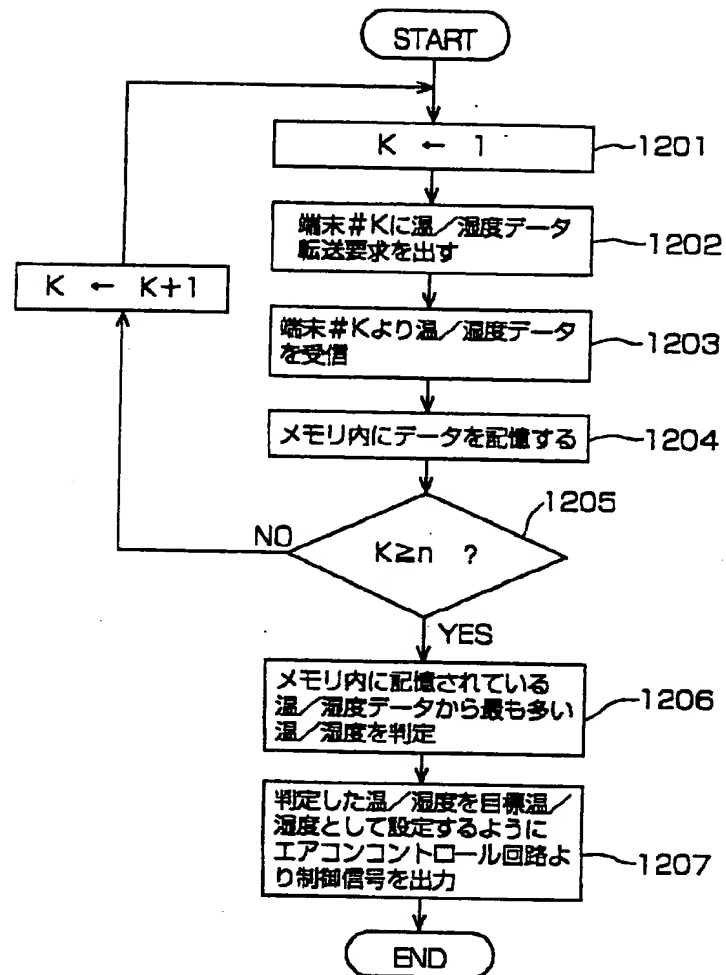 START
K ← 1
1201
端末#Kに温/湿度データ
転送要求を出す
1202
K ← K+1
端末#Kより温/湿度データ
を受信
1203
メモリ内にデータを記憶する
1204
1205
NO
K≧n ?
YES
メモリ内に記憶されている
温/湿度データから最も多い
温/湿度を判定
1206
判定した温/湿度を目標温/
湿度として設定するように
エアコンコントロール回路よ
り制御信号を出力
1207
END